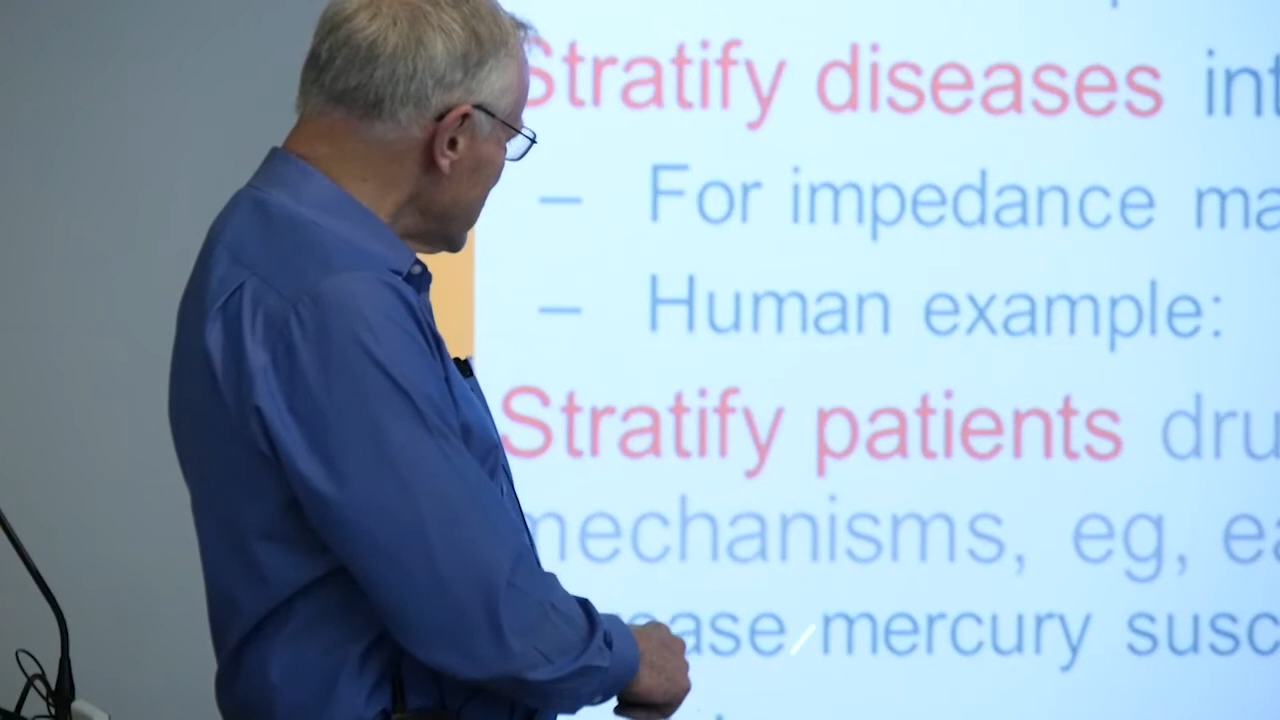 Stratify diseases
– For impedance
– Human example:
Stratify patients
mechanisms, eg,
mercury